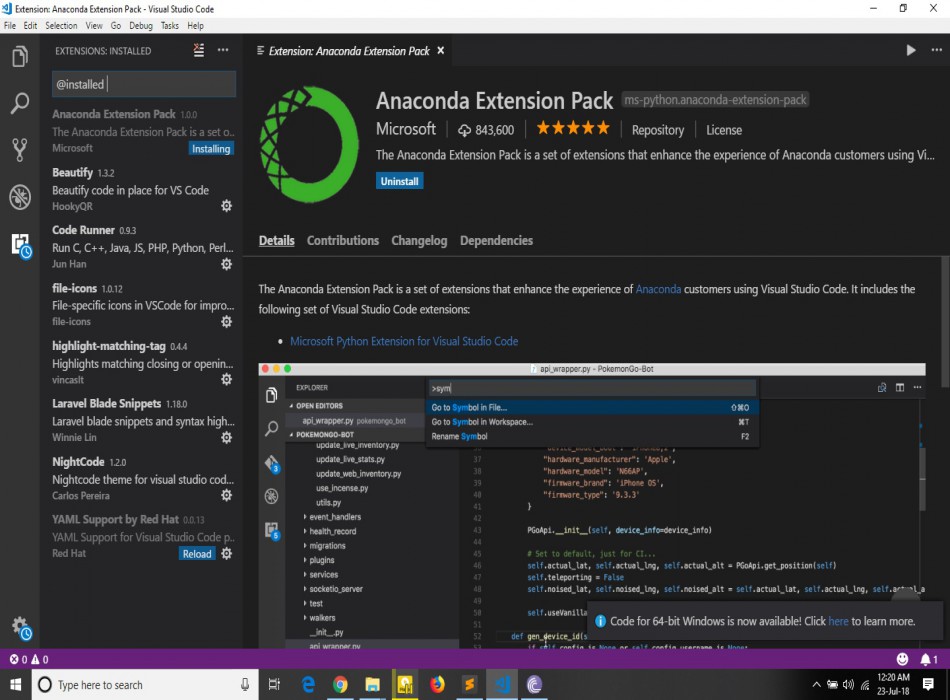 Extension: Anaconda Extension Pack - Visual Studio Code
File Edit Selection View Go Debug Tasks Help
EXTENSIONS: INSTALLED
@installed
Anaconda Extension Pack 1.0.0
The Anaconda Extension Pack is a set o..
Microsoft
Installing
Beautify 1.3.2
Beautify code in place for VS Code
HookyQR
Code Runner 0.9.3
Run C, C++, Java, JS, PHP, Python, Perl...
Jun Han
file-icons 1.0.12
File-specific icons in VSCode for impro...
file-icons
highlight-matching-tag 0.4.4
Highlights matching closing or openin...
vincaslt
Laravel Blade Snippets 1.18.0
Laravel blade snippets and syntax high...
Winnie Lin
NightCode 1.2.0
Nightcode theme for visual studio cod...
Carlos Pereira
YAML Support by Red Hat 0.0.13
YAML Support for Visual Studio Code p..
Red Hat
Reload
Extension: Anaconda Extension Pack
Anaconda Extension Pack ms-python.anaconda-extension-pack
Microsoft 843,600 Repository License
The Anaconda Extension Pack is a set of extensions that enhance the experience of Anaconda customers using Vi...
Uninstall
Details Contributions Changelog Dependencies
The Anaconda Extension Pack is a set of extensions that enhance the experience of Anaconda customers using Visual Studio Code. It includes the
following set of Visual Studio Code extensions:
Microsoft Python Extension for Visual Studio Code
api_wrapper.py - PokemonGo-Bot
EXPLORER
OPEN EDITORS
api_wrapper.py pokemongo_bot
POKEMONGO-BOT
update_live_inventory.py
update_live_stats.py
update_web_inventory.py
use_incense.py
utils.py
event_handlers
health_record
migrations
plugins
services
socketio_server
test
walkers
__init__.py
api_wrapper.py
3
5
>sym
Go to Symbol in File... ⇧⌘O
Go to Symbol in Workspace... ⌘T
Rename Symbol F2
37 'hardware_manufacturer': 'Apple',
38 'hardware_model': 'N66AP',
39 'firmware_brand': 'iPhone OS',
40 'firmware_type': '9.3.3'
41 }
42
43 PGoApi.__init__(self, device_info=device_info)
44
45 # Set to default, just for CI...
46 self.actual_lat, self.actual_lng, self.actual_alt = PGoApi.get_position(self)
47 self.teleporting = False
48 self.noised_lat, self.noised_lng, self.noised_alt = self.actual_lat, self.actual_lng, self.actual_a
49
50 self.useVanilla
51
52 def gen_device_id(s
Code for 64-bit Windows is now available! Click here to learn more.
0 0
1
Type here to search
12:20 AM
23-Jul-18